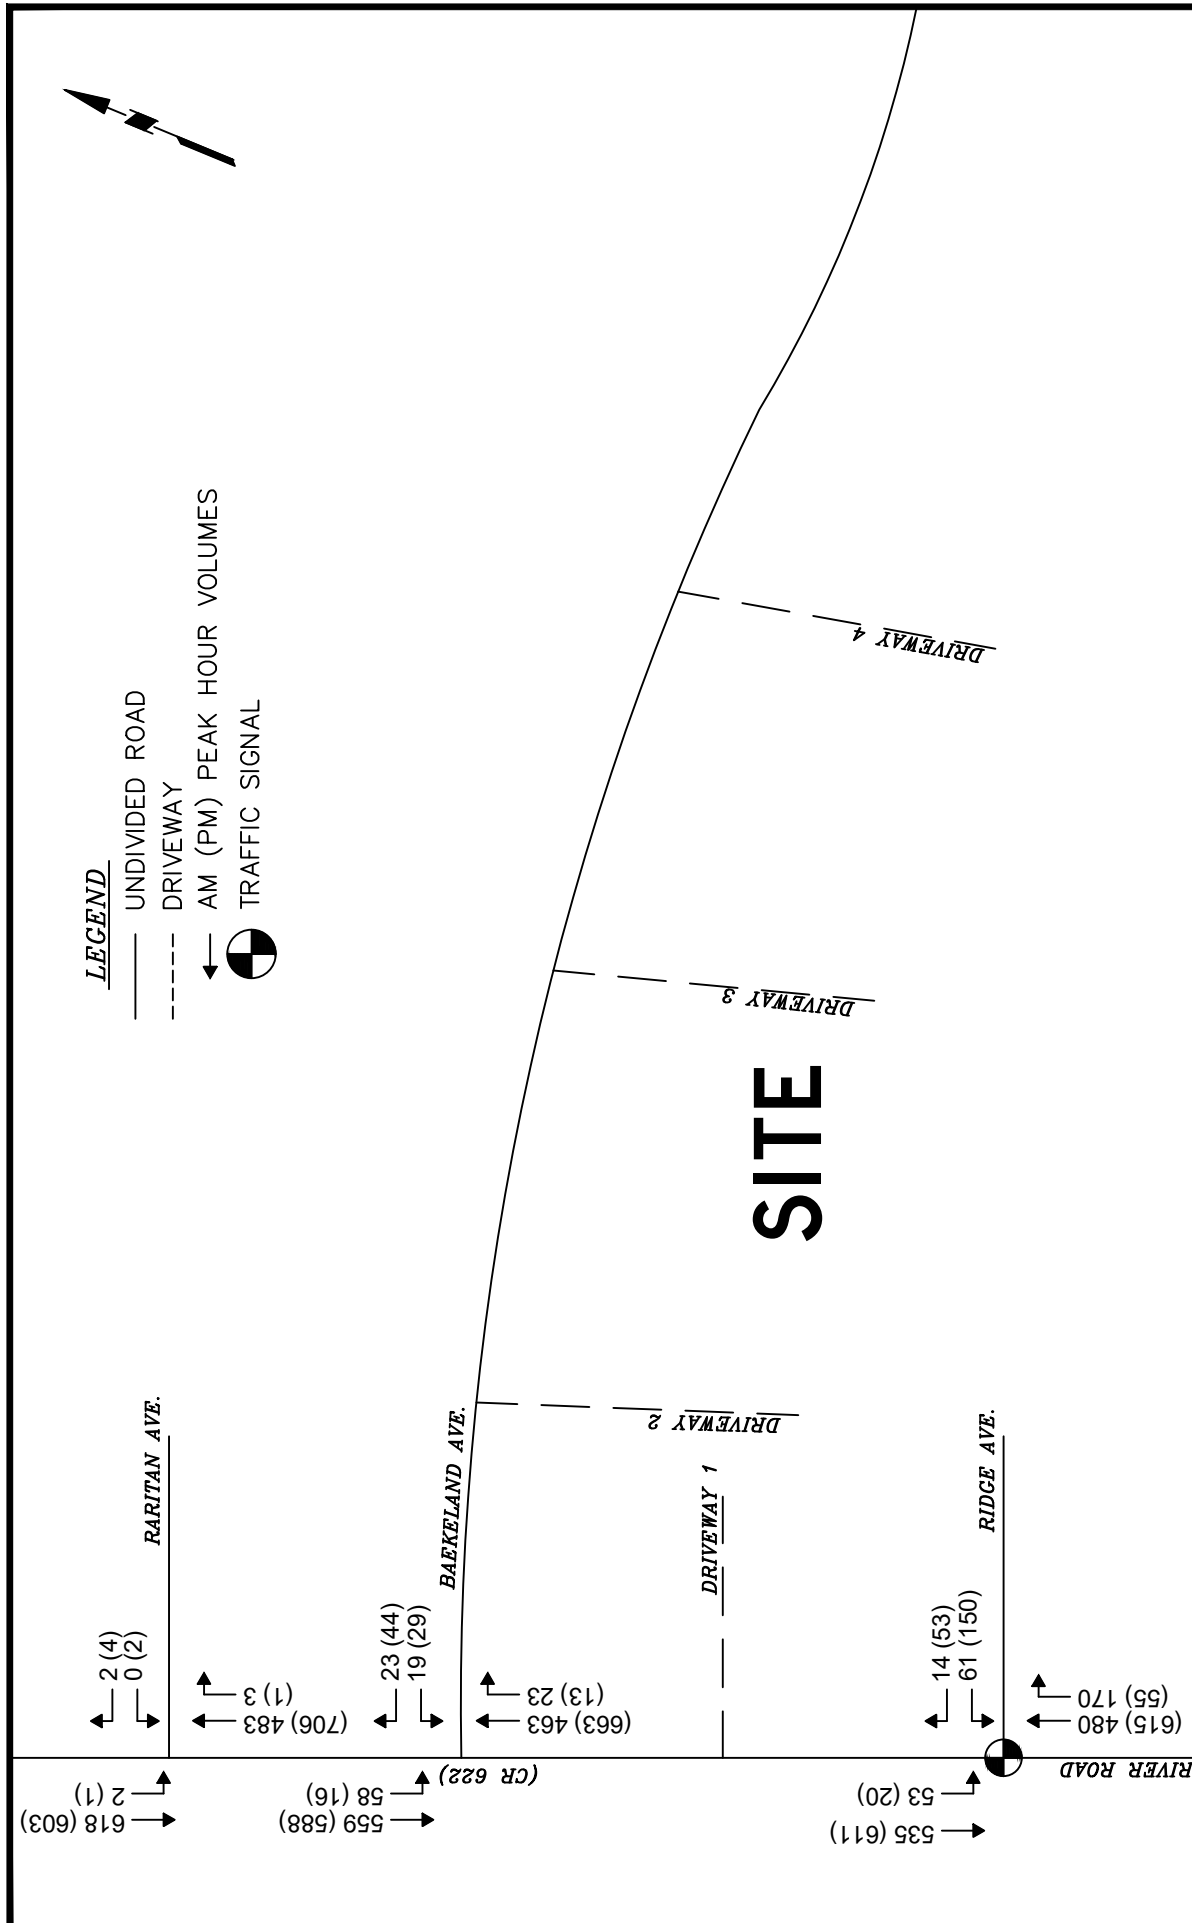 LEGEND
UNDIVIDED ROAD
DRIVEWAY
AM (PM) PEAK HOUR VOLUMES
TRAFFIC SIGNAL
RARITAN AVE.
2 (4)
0 (2)
(1) 3
(706) 483
2 (1)
618 (603)
BAEKELAND AVE.
23 (44)
19 (29)
(13) 23
(663) 463
58 (16)
559 (588)
(CR 622)
DRIVEWAY 1
DRIVEWAY 2
DRIVEWAY 3
DRIVEWAY 4
SITE
RIDGE AVE.
14 (53)
61 (150)
(55) 170
(615) 480
53 (20)
535 (611)
RIVER ROAD